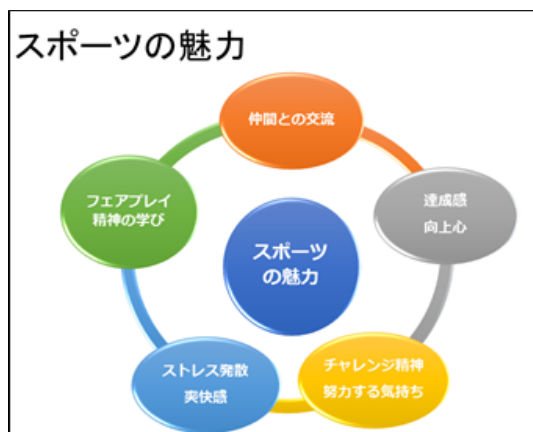 スポーツの魅力
仲間との交流
達成感
向上心
チャレンジ精神
努力する気持ち
ストレス発散
爽快感
フェアプレイ
精神の学び
スポーツ
の魅力